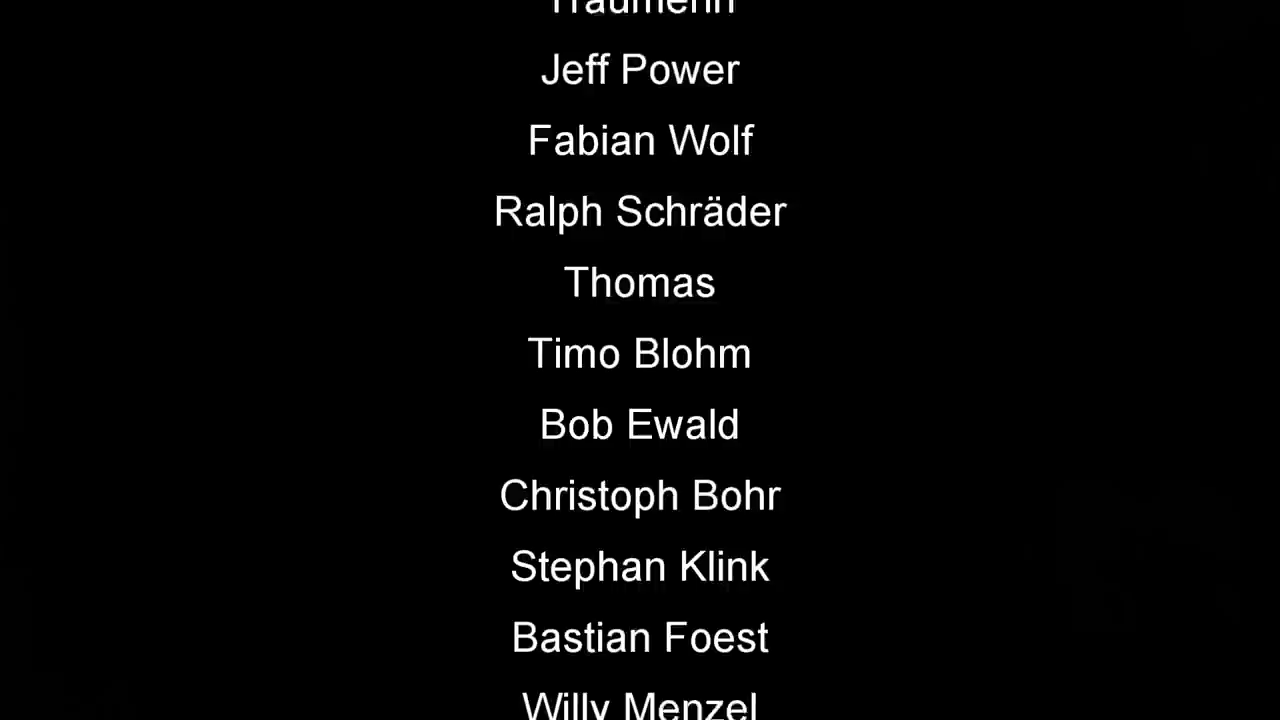 Jeff Power
Fabian Wolf
Ralph Schräder
Thomas
Timo Blohm
Bob Ewald
Christoph Bohr
Stephan Klink
Bastian Foest
Willy Menzel